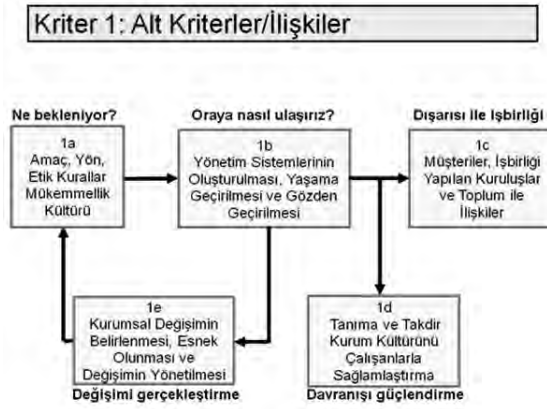 Kriter 1: Alt Kriterler/İlişkiler
Ne bekleniyor?
1a
Amaç, Yön,
Etik Kurallar
Mükemmellik
Kültürü
Oraya nasıl ulaşırız?
1b
Yönetim Sistemlerinin
Oluşturulması, Yaşama
Geçirilmesi ve Gözden
Geçirilmesi
Dışarısı ile işbirliği
1c
Müşteriler, İşbirliği
Yapılan Kuruluşlar
ve Toplum ile
İlişkiler
1e
Kurumsal Değişimin
Belirlenmesi, Esnek
Olunması ve
Değişimin Yönetilmesi
Değişimi gerçekleştirme
1d
Tanıma ve Takdir
Kurum Kültürünü
Çalışanlarla
Sağlamlaştırma
Davranışı güçlendirme